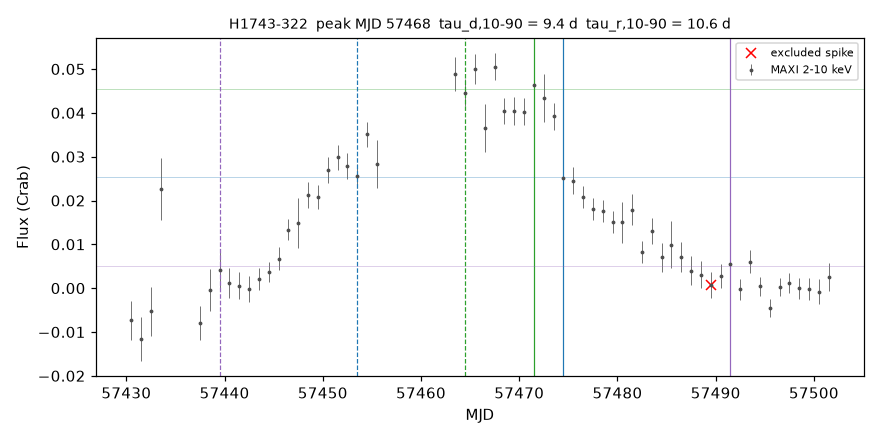 H1743-322  peak MJD 57468  tau_d,10-90 = 9.4 d  tau_r,10-90 = 10.6 d
excluded spike
MAXI 2-10 keV
Flux (Crab)
0.05
0.04
0.03
0.02
0.01
0.00
−0.01
−0.02
57430 57440 57450 57460 57470 57480 57490 57500
MJD